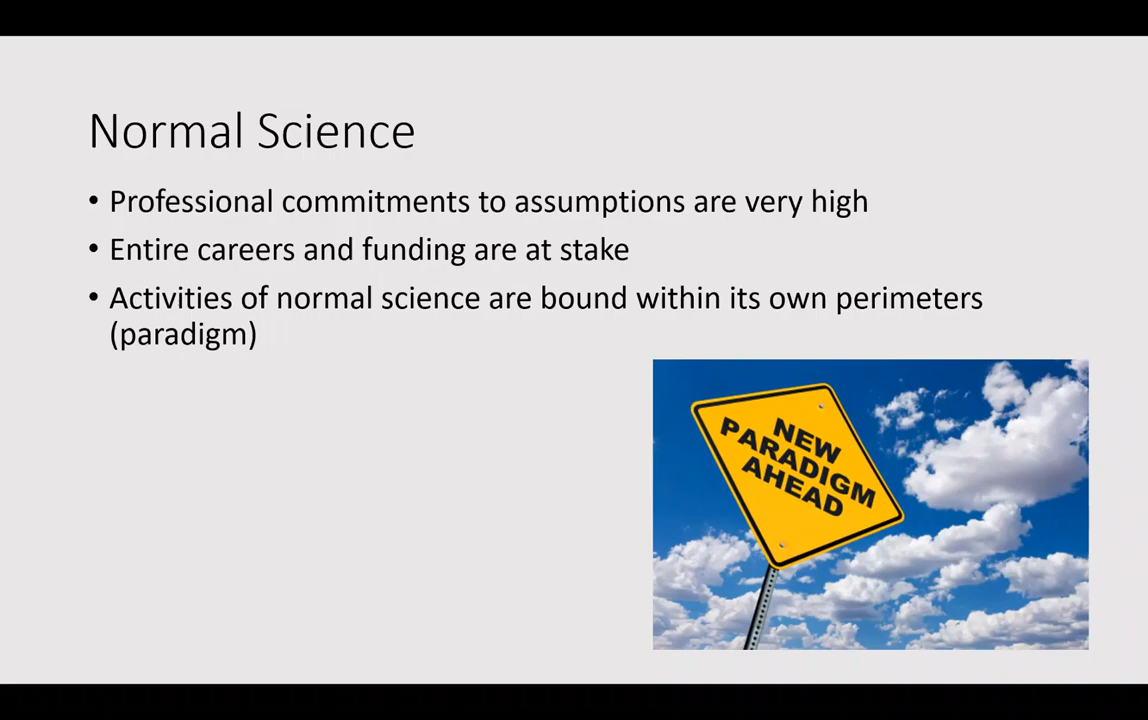 Normal Science
• Professional commitments to assumptions are very high
• Entire careers and funding are at stake
• Activities of normal science are bound within its own perimeters
(paradigm)
NEW
PARADIGM
AHEAD